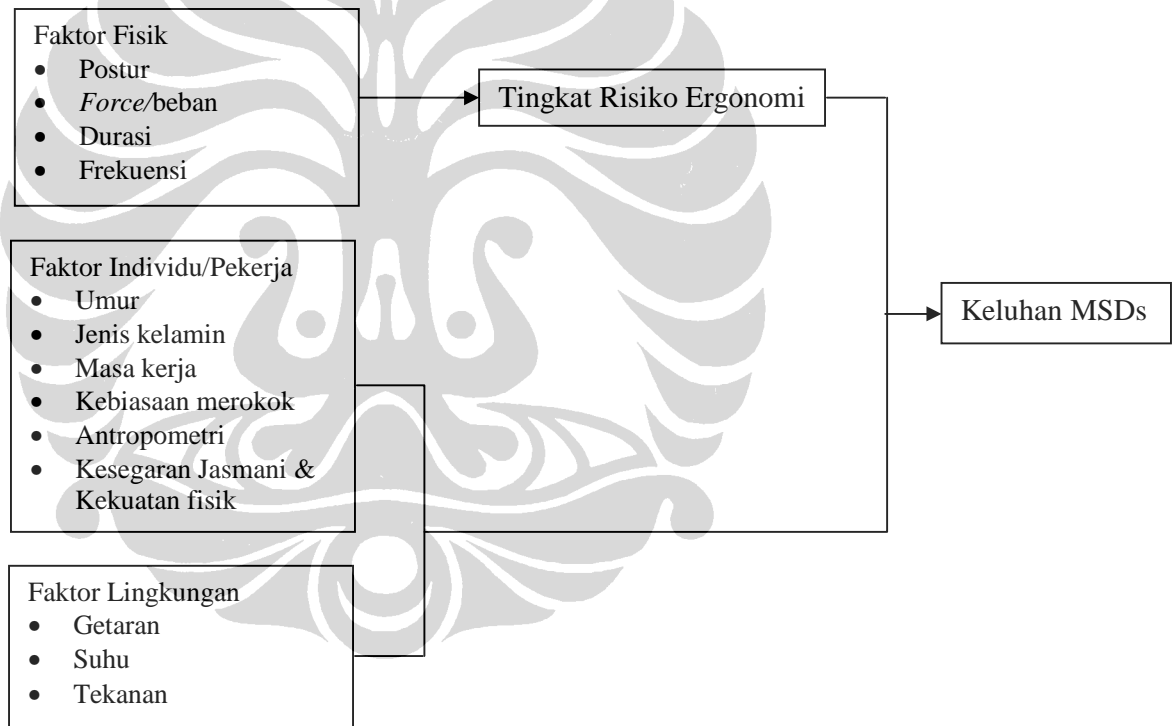 Faktor Fisik
• Postur
• Force/beban
• Durasi
• Frekuensi
Tingkat Risiko Ergonomi
Faktor Individu/Pekerja
• Umur
• Jenis kelamin
• Masa kerja
• Kebiasaan merokok
• Antropometri
• Kesegaran Jasmani &
Kekuatan fisik
Keluhan MSDs
Faktor Lingkungan
• Getaran
• Suhu
• Tekanan